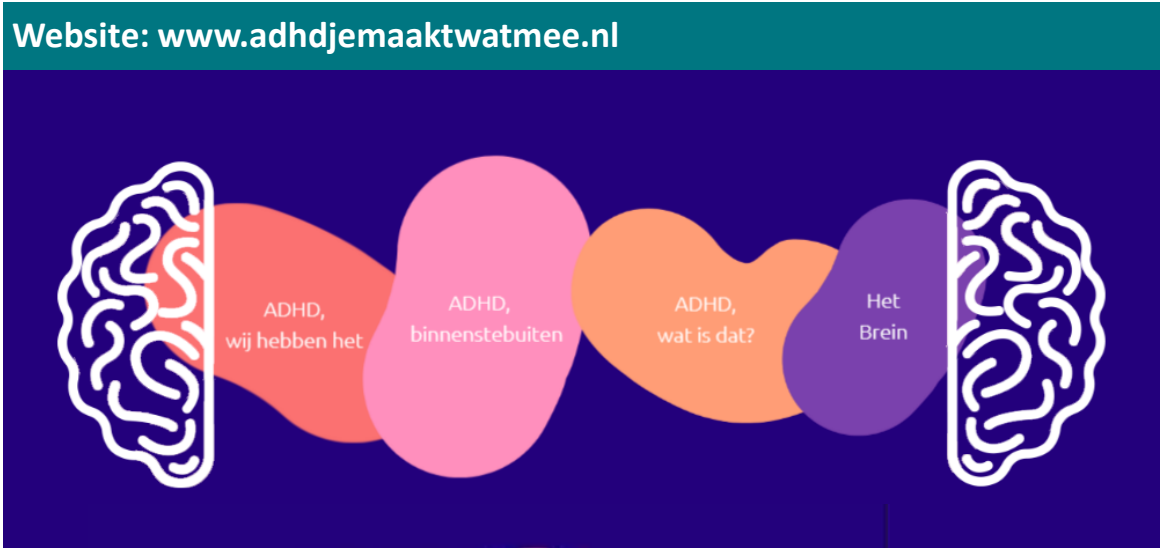 Website: www.adhdjemaaktwatmee.nl
ADHD,
wij hebben het
ADHD,
binnenstebuiten
ADHD,
wat is dat?
Het
Brein